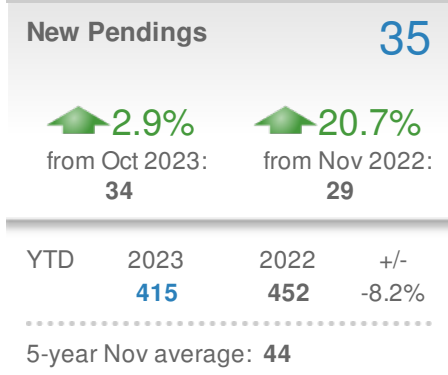 New Pendings 35
2.9% 20.7%
from Oct 2023: from Nov 2022:
34 29
YTD 2023 2022 +/-
415 452 -8.2%
5-year Nov average: 44